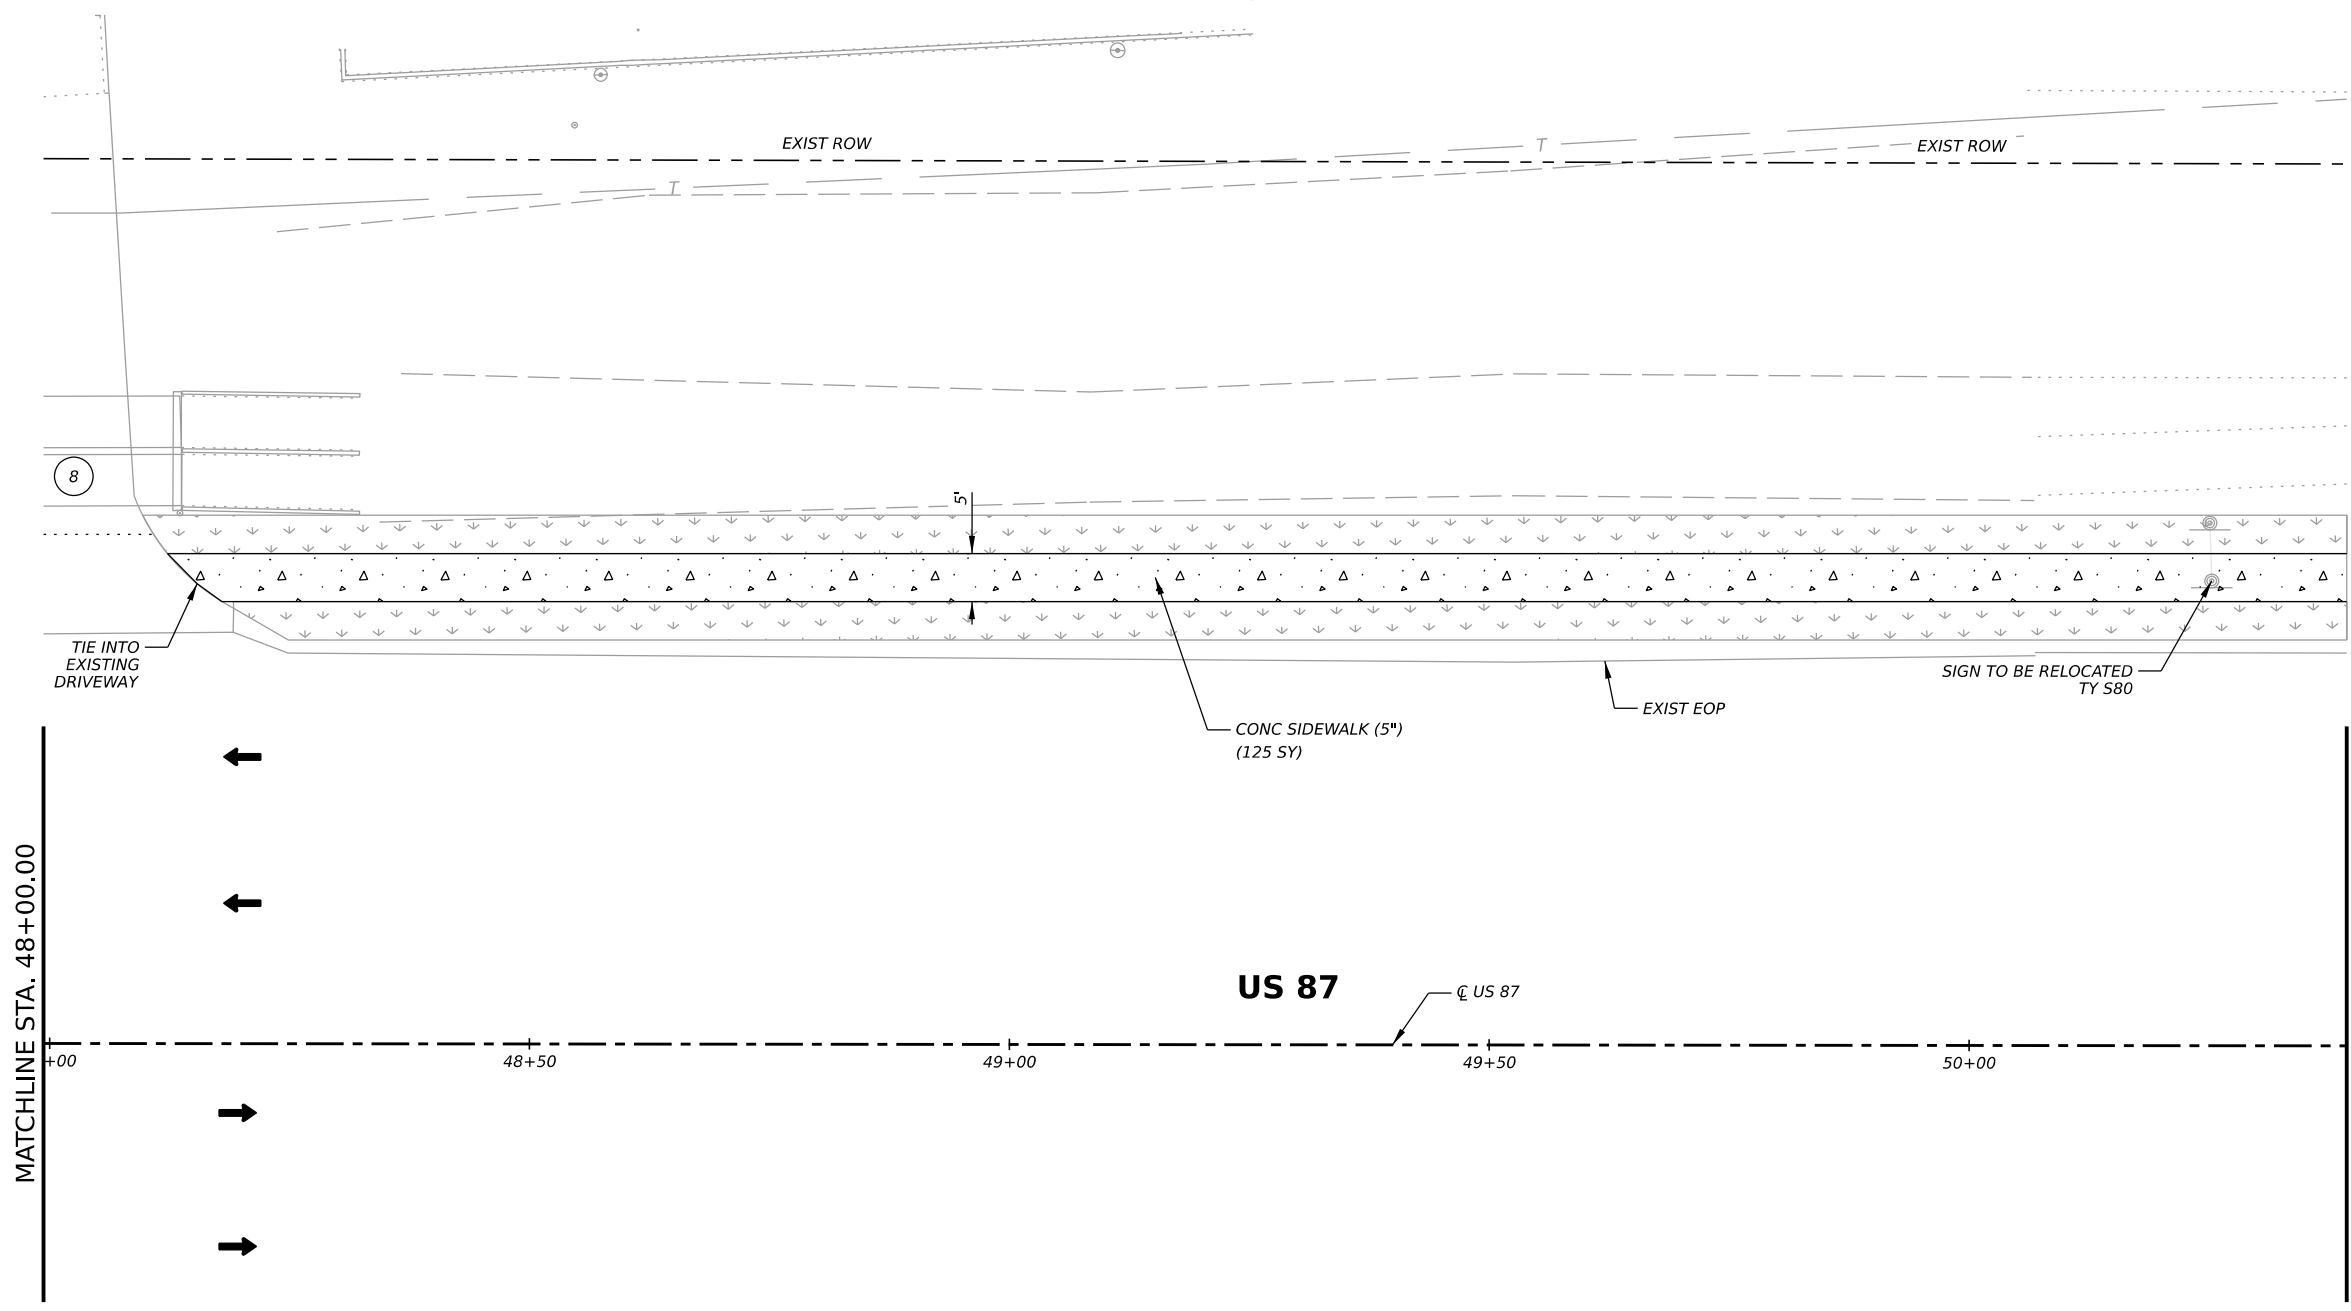 EXIST ROW
T
EXIST ROW
T
8
5'
TIE INTO
EXISTING
DRIVEWAY
SIGN TO BE RELOCATED
TY S80
EXIST EOP
CONC SIDEWALK (5")
(125 SY)
MATCHLINE STA. 48+00.00
US 87
℄ US 87
+00
48+50
49+00
49+50
50+00